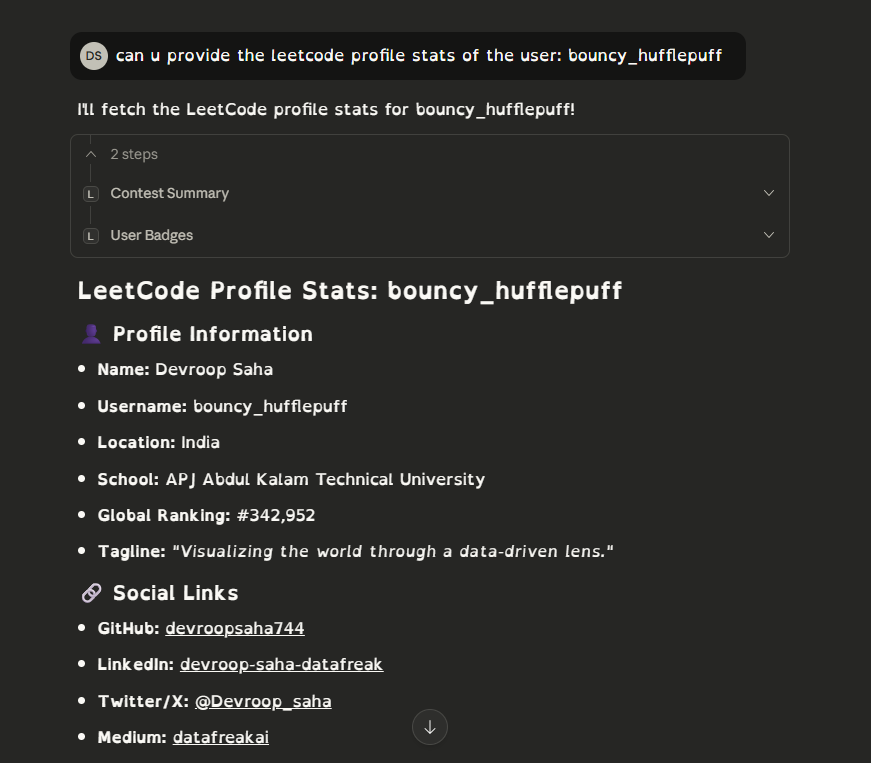 DS can u provide the leetcode profile stats of the user: bouncy_hufflepuff
I'll fetch the LeetCode profile stats for bouncy_hufflepuff!
2 steps
L Contest Summary
L User Badges
LeetCode Profile Stats: bouncy_hufflepuff
👤 Profile Information
• Name: Devroop Saha
• Username: bouncy_hufflepuff
• Location: India
• School: APJ Abdul Kalam Technical University
• Global Ranking: #342,952
• Tagline: "Visualizing the world through a data-driven lens."
🔗 Social Links
• GitHub: devroopsaha744
• LinkedIn: devroop-saha-datafreak
• Twitter/X: @Devroop_saha
• Medium: datafreakai